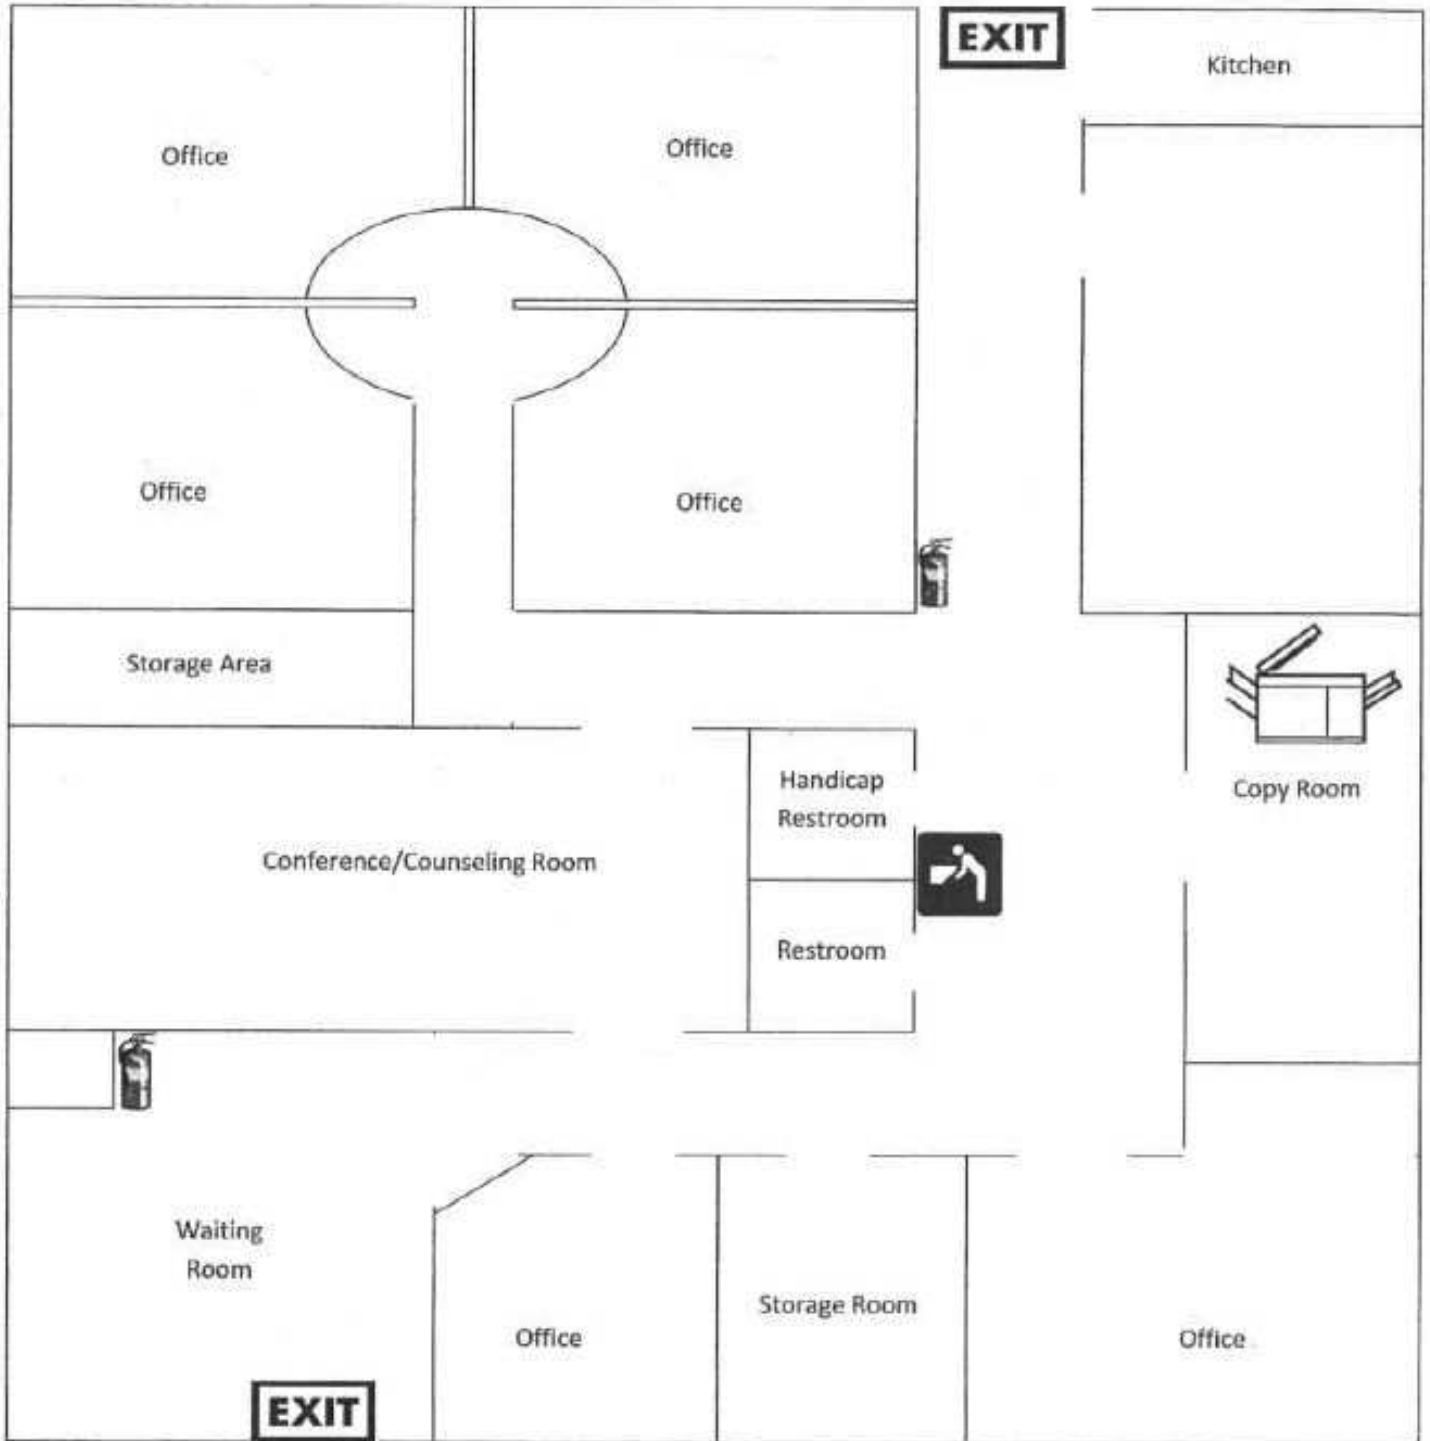 EXIT
Kitchen
Office
Office
Office
Office
Storage Area
Handicap
Restroom
Copy Room
Conference/Counseling Room
Restroom
Waiting
Room
Storage Room
Office
Office
EXIT